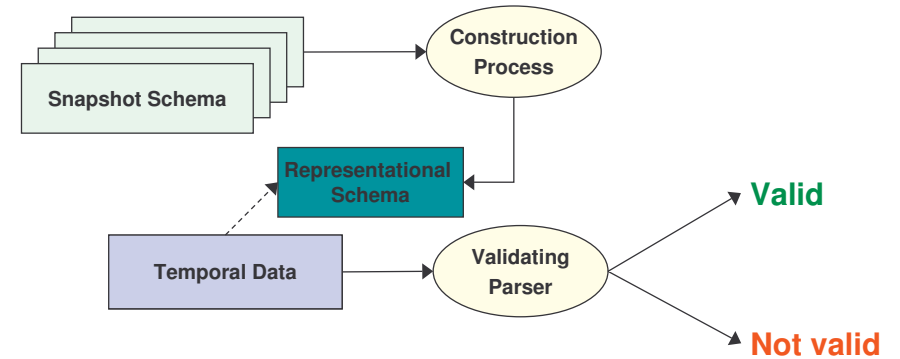 Construction
Process
Snapshot Schema
Representational
Schema
Valid
Temporal Data
Validating
Parser
Not valid